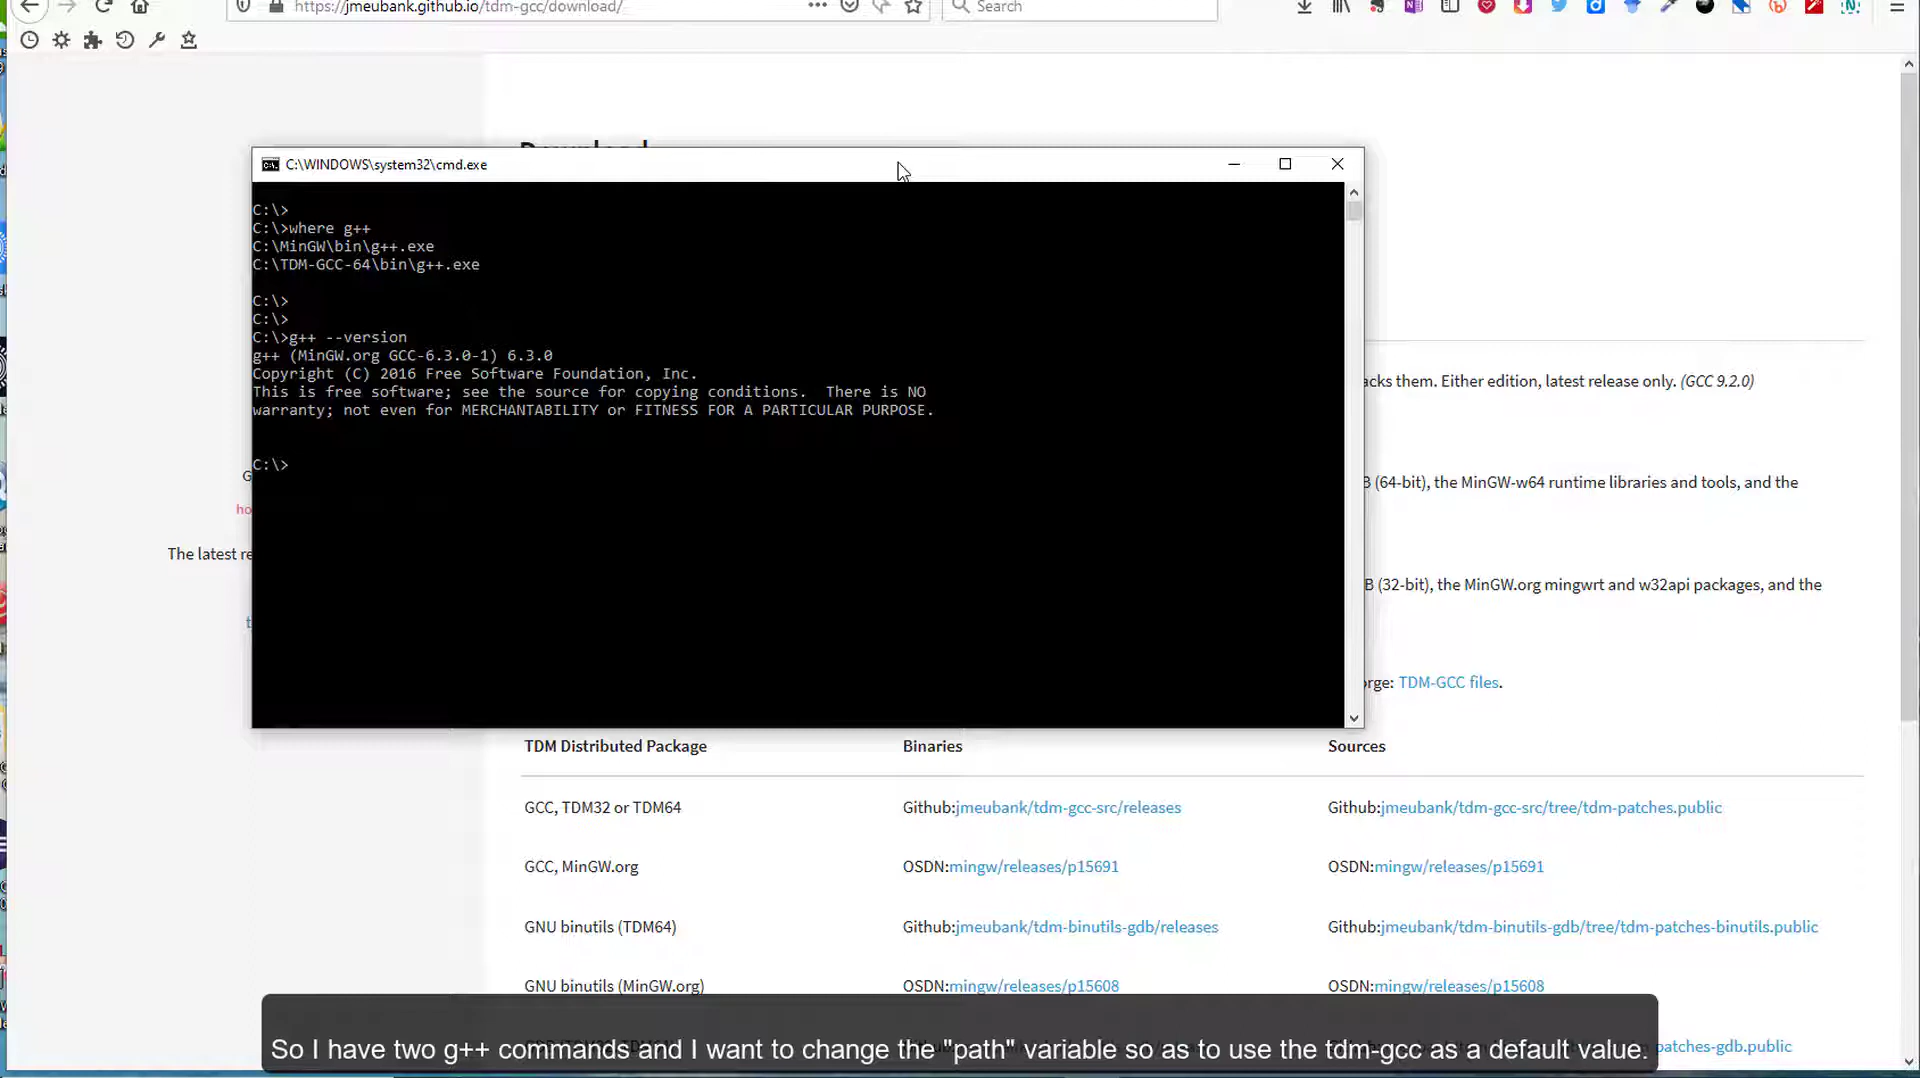 https://jmeubank.github.io/tdm-gcc/download/
Search
C:\WINDOWS\system32\cmd.exe
C:\>
C:\>where g++
C:\MinGW\bin\g++.exe
C:\TDM-GCC-64\bin\g++.exe
C:\>
C:\>
C:\>g++ --version
g++ (MinGW.org GCC-6.3.0-1) 6.3.0
Copyright (C) 2016 Free Software Foundation, Inc.
This is free software; see the source for copying conditions.  There is NO
warranty; not even for MERCHANTABILITY or FITNESS FOR A PARTICULAR PURPOSE.
C:\>
G
ho
The latest re
t
acks them. Either edition, latest release only. (GCC 9.2.0)
B (64-bit), the MinGW-w64 runtime libraries and tools, and the
B (32-bit), the MinGW.org mingwrt and w32api packages, and the
orge: TDM-GCC files.
TDM Distributed Package Binaries Sources
GCC, TDM32 or TDM64 Github:jmeubank/tdm-gcc-src/releases Github:jmeubank/tdm-gcc-src/tree/tdm-patches.public
GCC, MinGW.org OSDN:mingw/releases/p15691 OSDN:mingw/releases/p15691
GNU binutils (TDM64) Github:jmeubank/tdm-binutils-gdb/releases Github:jmeubank/tdm-binutils-gdb/tree/tdm-patches-binutils.public
GNU binutils (MinGW.org) OSDN:mingw/releases/p15608 OSDN:mingw/releases/p15608
patches-gdb.public
So I have two g++ commands and I want to change the "path" variable so as to use the tdm-gcc as a default value.